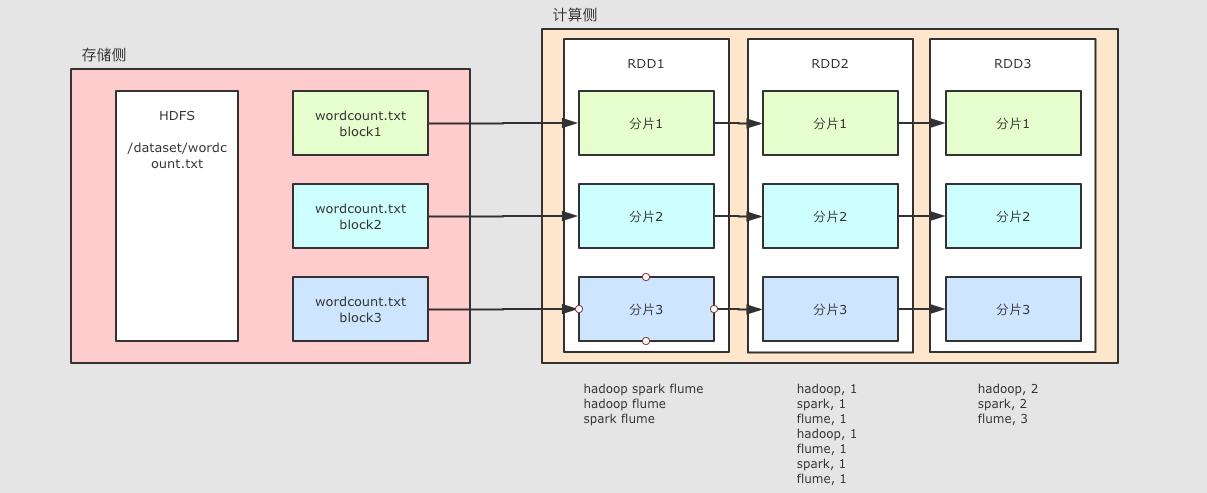 计算侧
存储侧
HDFS
/dataset/wordc
ount.txt
wordcount.txt
block1
wordcount.txt
block2
wordcount.txt
block3
RDD1
分片1
分片2
分片3
RDD2
分片1
分片2
分片3
RDD3
分片1
分片2
分片3
hadoop spark flume
hadoop flume
spark flume
hadoop, 1
spark, 1
flume, 1
hadoop, 1
flume, 1
spark, 1
flume, 1
hadoop, 2
spark, 2
flume, 3